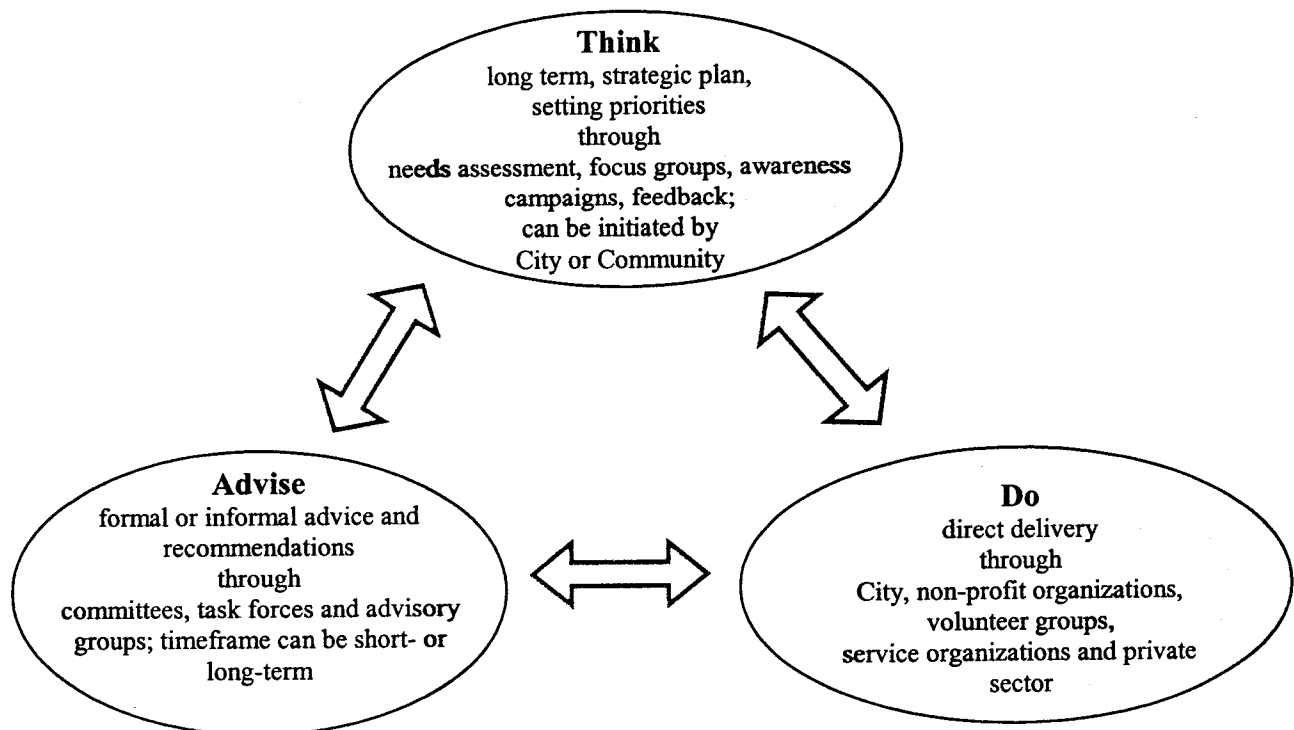 Think
long term, strategic plan,
setting priorities
through
needs assessment, focus groups, awareness
campaigns, feedback;
can be initiated by
City or Community
Advise
formal or informal advice and
recommendations
through
committees, task forces and advisory
groups; timeframe can be short- or
long-term
Do
direct delivery
through
City, non-profit organizations,
volunteer groups,
service organizations and private
sector